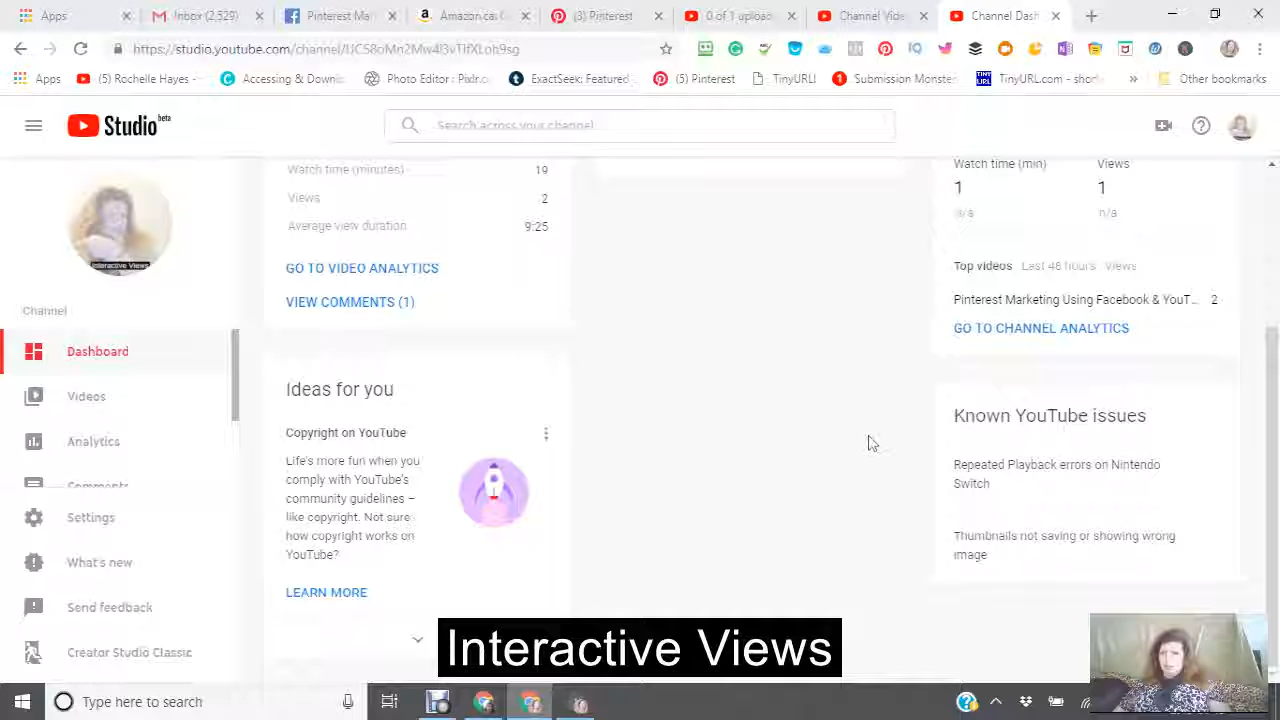 Apps
Inbox (2,529)
Pinterest Ma
Amazon.ca: G
(3) Pinterest
0 of 1 upload
Channel Vide
Channel Dash
https://studio.youtube.com/channel/
Apps
(5) Rochelle Hayes -
Accessing & Downl
Photo Editor : Pixlr.c
ExactSeek: Featured
(5) Pinterest
TinyURL!
Submission Monste
TinyURL.com - short
Other bookmarks
Studio beta
Search across your channel
Watch time (minutes) 19
Views 2
Average view duration 9:25
GO TO VIDEO ANALYTICS
VIEW COMMENTS (1)
Ideas for you
Copyright on YouTube
Life's more fun when you
comply with YouTube's
community guidelines –
like copyright. Not sure
how copyright works on
YouTube?
LEARN MORE
Watch time (min) Views
1 1
n/a n/a
Top videos Last 48 hours Views
Pinterest Marketing Using Facebook & YouT... 2
GO TO CHANNEL ANALYTICS
Known YouTube issues
Repeated Playback errors on Nintendo
Switch
Thumbnails not saving or showing wrong
image
Interactive Views
Channel
Dashboard
Videos
Analytics
Comments
Settings
What's new
Send feedback
Creator Studio Classic
Interactive Views
Type here to search